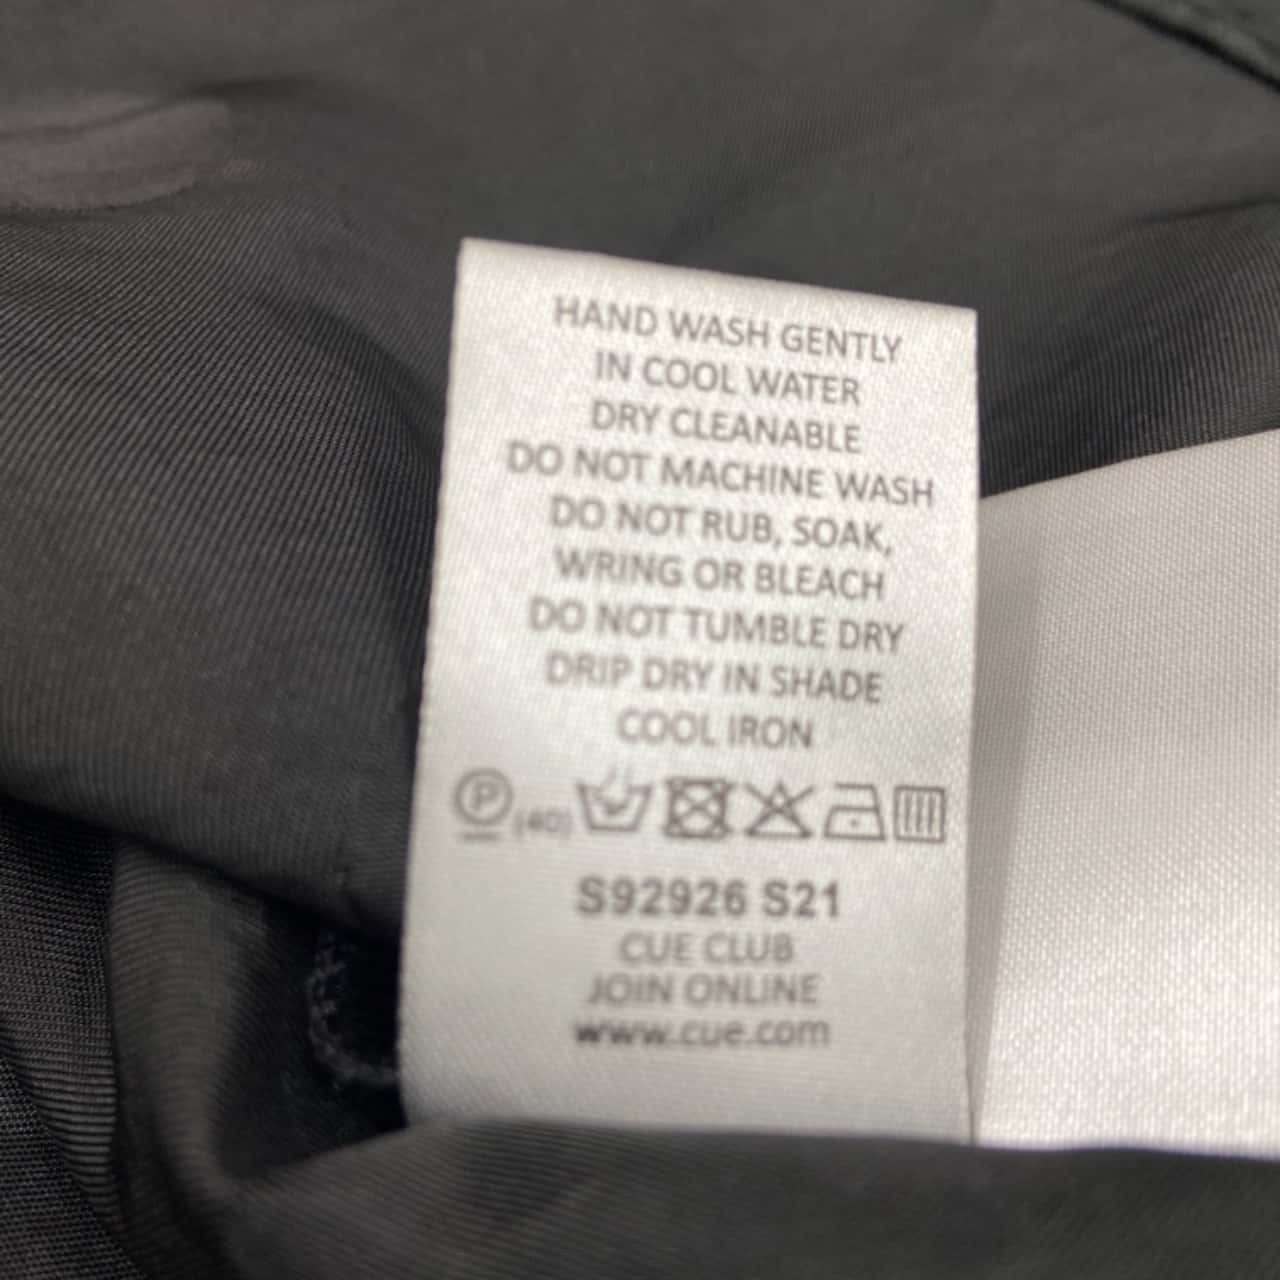 HAND WASH GENTLY
IN COOL WATER
DRY CLEANABLE
DO NOT MACHINE WASH
DO NOT RUB, SOAK,
WRING OR BLEACH
DO NOT TUMBLE DRY
DRIP DRY IN SHADE
COOL IRON
P (40)
S92926 S21
CUE CLUB
JOIN ONLINE
www.cue.com